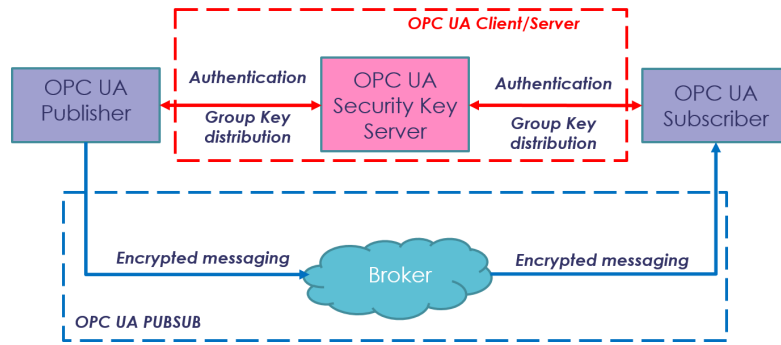 OPC UA Client/Server
OPC UA
Publisher
Authentication
Group Key
distribution
OPC UA
Security Key
Server
Authentication
Group Key
distribution
OPC UA
Subscriber
Encrypted messaging
Broker
Encrypted messaging
OPC UA PUBSUB